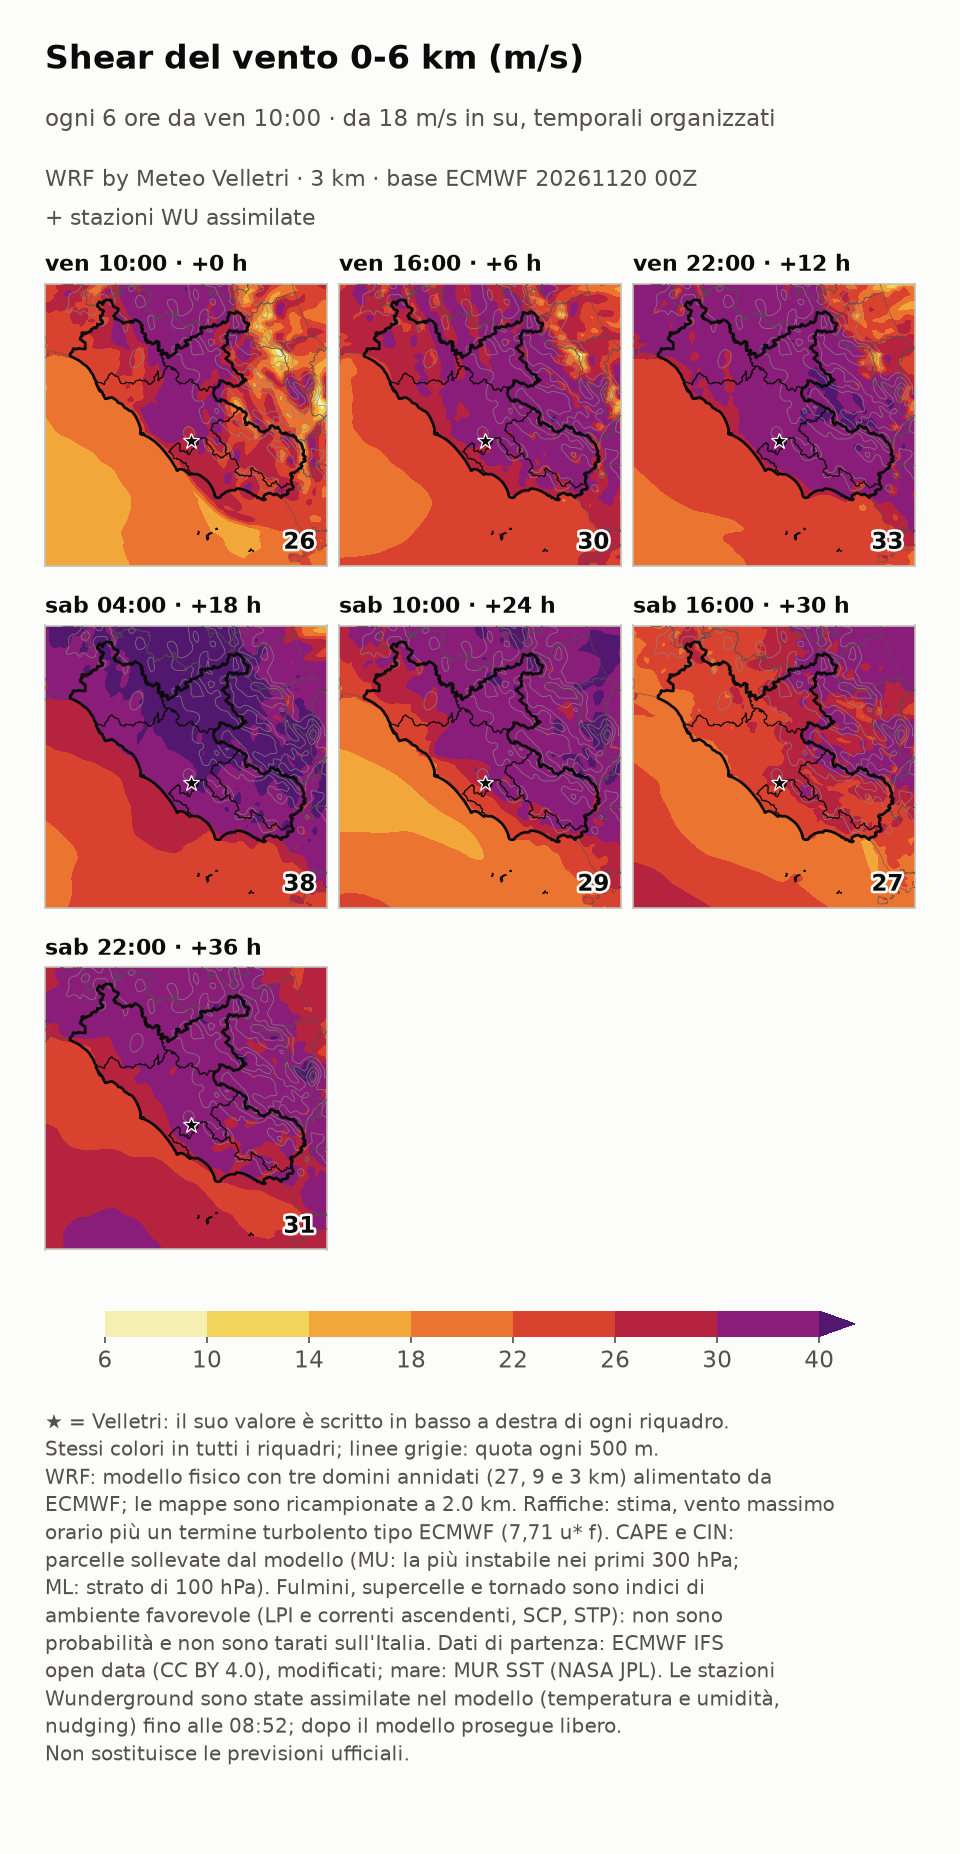 Shear del vento 0-6 km (m/s)
ogni 6 ore da ven 10:00 · da 18 m/s in su, temporali organizzati
WRF by Meteo Velletri · 3 km · base ECMWF 20261120 00Z
+ stazioni WU assimilate
ven 10:00 · +0 h
ven 16:00 · +6 h
ven 22:00 · +12 h
26
30
33
sab 04:00 · +18 h
sab 10:00 · +24 h
sab 16:00 · +30 h
38
29
27
sab 22:00 · +36 h
31
6 10 14 18 22 26 30 40
★ = Velletri: il suo valore è scritto in basso a destra di ogni riquadro.
Stessi colori in tutti i riquadri; linee grigie: quota ogni 500 m.
WRF: modello fisico con tre domini annidati (27, 9 e 3 km) alimentato da
ECMWF; le mappe sono ricampionate a 2.0 km. Raffiche: stima, vento massimo
orario più un termine turbolento tipo ECMWF (7,71 u* f). CAPE e CIN:
parcelle sollevate dal modello (MU: la più instabile nei primi 300 hPa;
ML: strato di 100 hPa). Fulmini, supercelle e tornado sono indici di
ambiente favorevole (LPI e correnti ascendenti, SCP, STP): non sono
probabilità e non sono tarati sull'Italia. Dati di partenza: ECMWF IFS
open data (CC BY 4.0), modificati; mare: MUR SST (NASA JPL). Le stazioni
Wunderground sono state assimilate nel modello (temperatura e umidità,
nudging) fino alle 08:52; dopo il modello prosegue libero.
Non sostituisce le previsioni ufficiali.